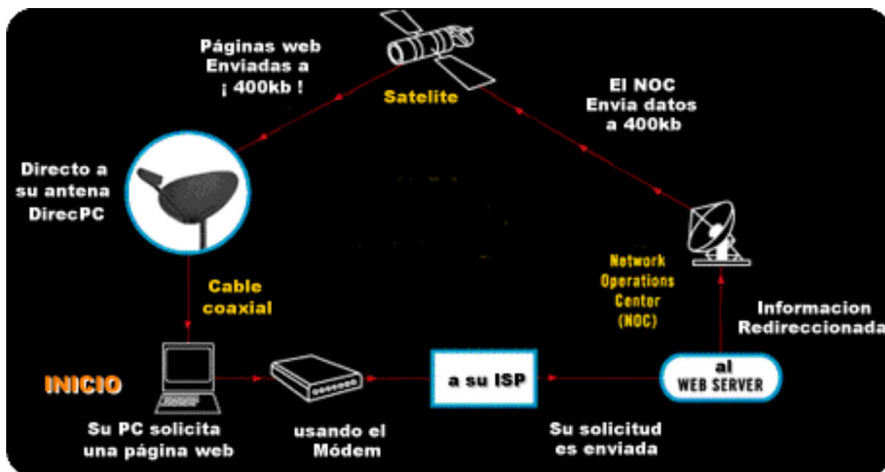 Páginas web
Enviadas a
¡ 400kb !
Satelite
El NOC
Envia datos
a 400kb
Directo a
su antena
DirecPC
Cable
coaxial
Network
Operations
Center
(NOC)
Informacion
Redireccionada
INICIO
a su ISP
al
WEB SERVER
Su PC solicita
una página web
usando el
Módem
Su solicitud
es enviada